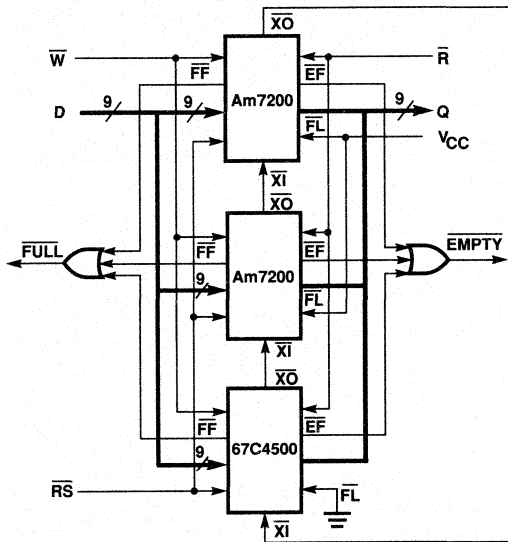 XO
W
FF
EF
R
D
9
9
Am7200
9
Q
FL
VCC
XI
XO
FULL
FF
EF
EMPTY
Am7200
9
FL
XI
XO
FF
EF
67C4500
9
RS
FL
XI